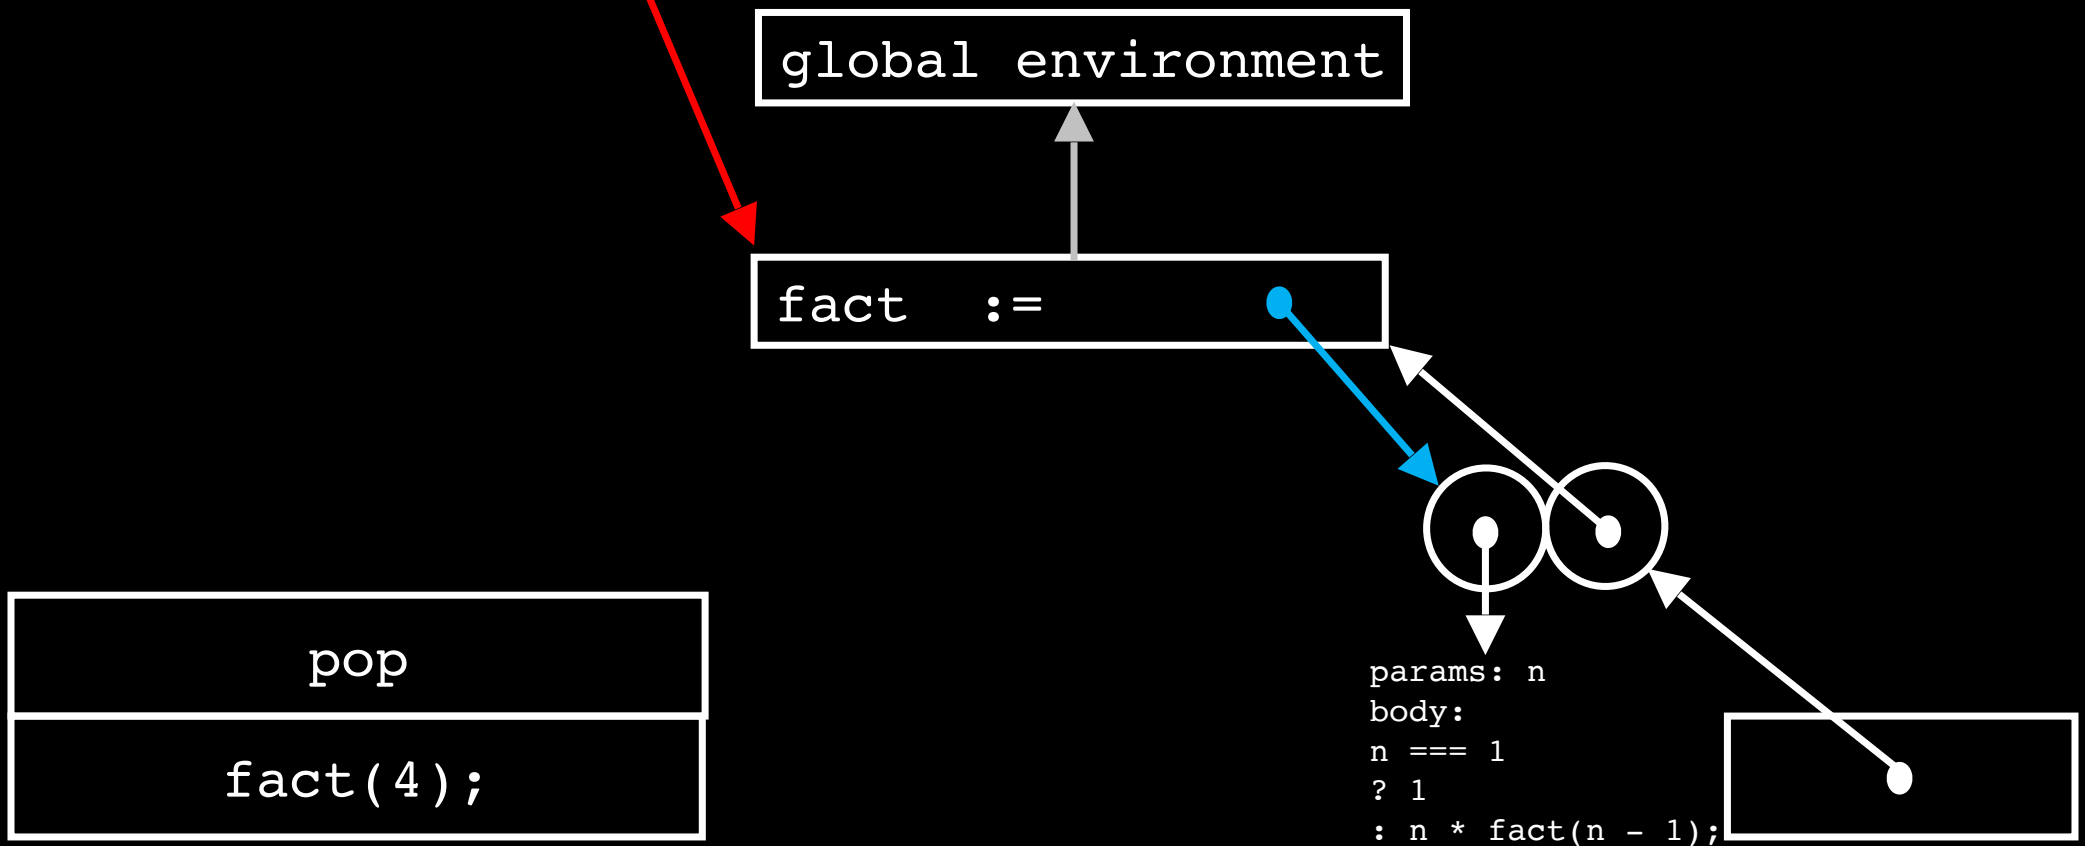 global environment
fact :=
pop
fact(4);
params: n
body:
n === 1
? 1
: n * fact(n - 1);